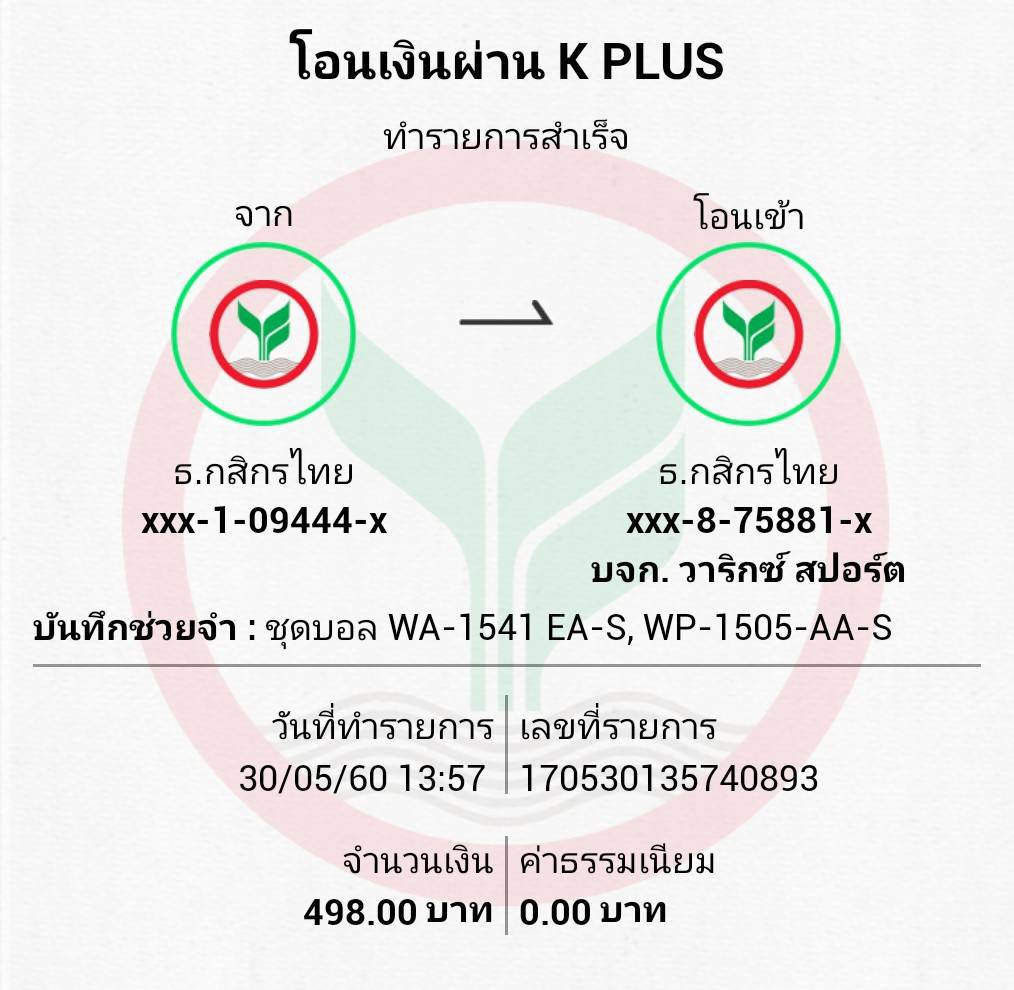 โอนเงินผ่าน K PLUS
ทำรายการสำเร็จ
จาก
โอนเข้า
ธ.กสิกรไทย
xxx-1-09444-x
ธ.กสิกรไทย
xxx-8-75881-x
บจก. วาริกซ์ สปอร์ต
บันทึกช่วยจำ : ชุดบอล WA-1541 EA-S, WP-1505-AA-S
วันที่ทำรายการ
30/05/60 13:57
เลขที่รายการ
170530135740893
จำนวนเงิน
498.00 บาท
ค่าธรรมเนียม
0.00 บาท